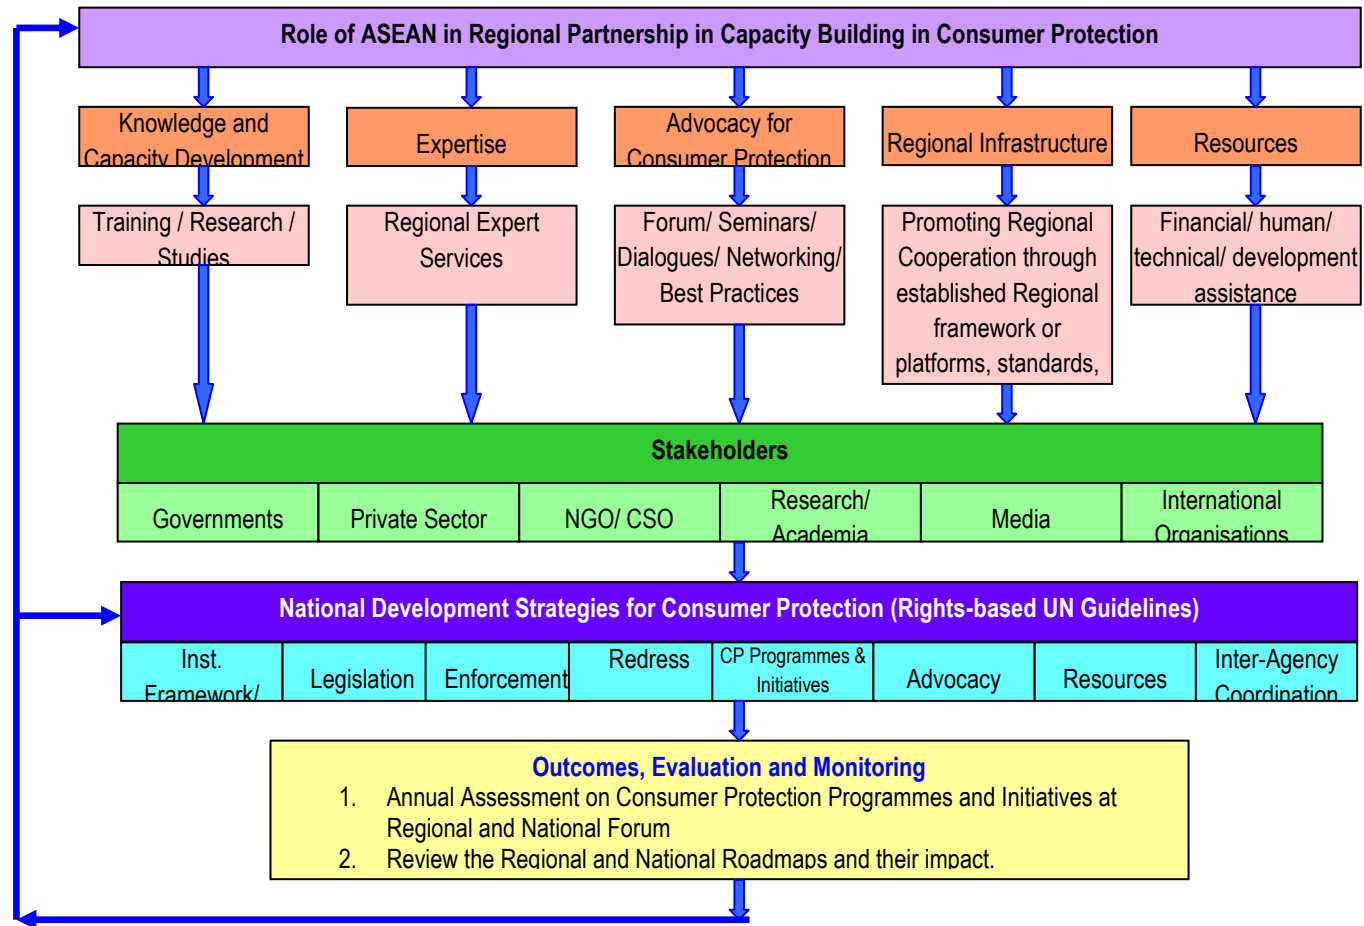 Role of ASEAN in Regional Partnership in Capacity Building in Consumer Protection
Knowledge and
Capacity Development
Expertise
Advocacy for
Consumer Protection
Regional Infrastructure
Resources
Training / Research /
Studies
Regional Expert
Services
Forum/ Seminars/
Dialogues/ Networking/
Best Practices
Promoting Regional
Cooperation through
established Regional
framework or
platforms, standards,
Financial/ human/
technical/ development
assistance
Stakeholders
Governments
Private Sector
NGO/ CSO
Research/
Academia
Media
International
Organisations
National Development Strategies for Consumer Protection (Rights-based UN Guidelines)
Inst.
Framework/
Legislation
Enforcement
Redress
CP Programmes &
Initiatives
Advocacy
Resources
Inter-Agency
Coordination
Outcomes, Evaluation and Monitoring
1. Annual Assessment on Consumer Protection Programmes and Initiatives at
Regional and National Forum
2. Review the Regional and National Roadmaps and their impact.